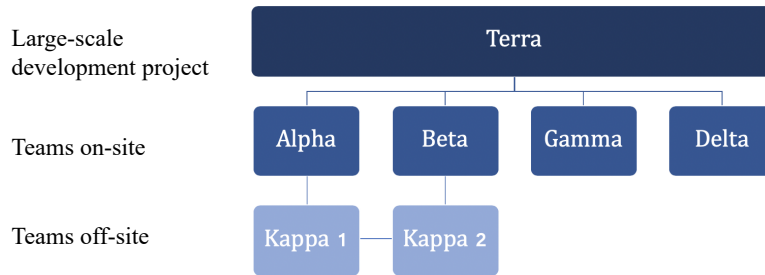 Large-scale
development project
Terra
Teams on-site
Alpha
Beta
Gamma
Delta
Teams off-site
Kappa 1
Kappa 2